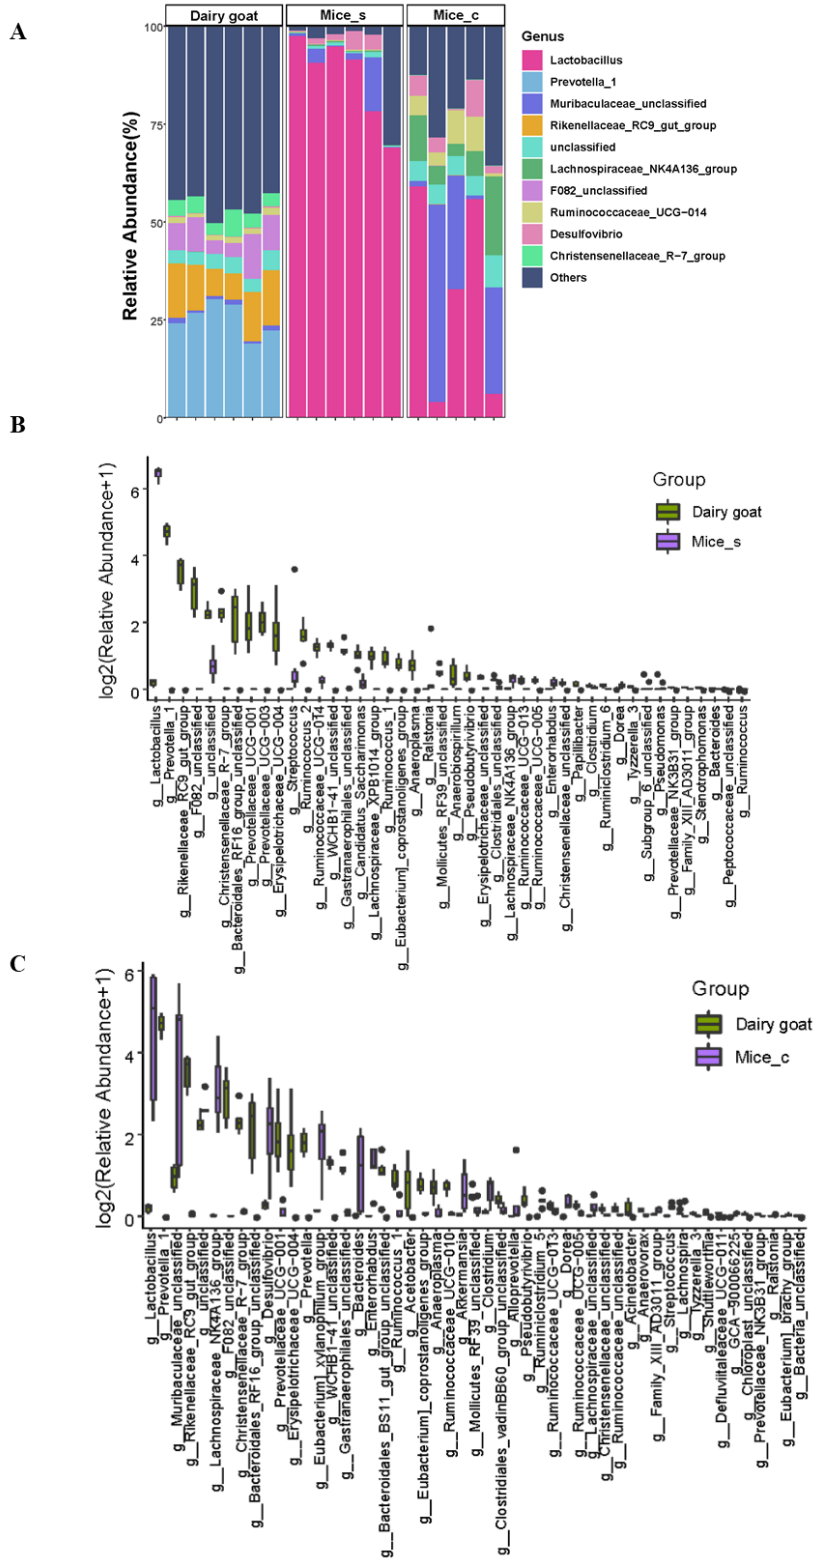 A
Dairy goat
Mice_s
Mice_c
Relative Abundance(%)
100
75
50
25
0
Genus
Lactobacillus
Prevotella_1
Muribaculaceae_unclassified
Rikenellaceae_RC9_gut_group
unclassified
Lachnospiraceae_NK4A136_group
F082_unclassified
Ruminococcaceae_UCG−014
Desulfovibrio
Christensenellaceae_R−7_group
Others
B
log2(Relative Abundance+1)
6
4
2
0
Group
Dairy goat
Mice_s
g__Lactobacillus
g__Prevotella_1
g__Rikenellaceae_RC9_gut_group
g__F082_unclassified
g__unclassified
g__Christensenellaceae_R-7_group
g__Bacteroidales_RF16_group_unclassified
g__Prevotellaceae_UCG-001
g__Prevotellaceae_UCG-003
g__Erysipelotrichaceae_UCG-004
g__Streptococcus
g__Ruminococcus_2
g__Ruminococcaceae_UCG-014
g__WCHB1-41_unclassified
g__Gastranaerophilales_unclassified
g__Candidatus_Saccharimonas
g__Lachnospiraceae_XPB1014_group
g__Ruminococcus_1
g__Eubacterium]_coprostanoligenes_group
g__Anaeroplasma
g__Ralstonia
g__Mollicutes_RF39_unclassified
g__Anaerobiospirillum
g__Pseudobutyrivibrio
g__Erysipelotrichaceae_unclassified
g__Clostridiales_unclassified
g__Lachnospiraceae_NK4A136_group
g__Ruminococcaceae_UCG-013
g__Ruminococcaceae_UCG-005
g__Enterorhabdus
g__Christensenellaceae_unclassified
g__Papillibacter
g__Clostridium
g__Ruminiclostridium_6
g__Dorea
g__Tyzzerella_3
g__Subgroup_6_unclassified
g__Pseudomonas
g__Prevotellaceae_NK3B31_group
g__Family_XIII_AD3011_group
g__Stenotrophomonas
g__Bacteroides
g__Peptococcaceae_unclassified
g__Ruminococcus
C
log2(Relative Abundance+1)
6
4
2
0
Group
Dairy goat
Mice_c
g__Lactobacillus
g__Prevotella_1
g__Muribaculaceae_unclassified
g__Rikenellaceae_RC9_gut_group
g__unclassified
g__Lachnospiraceae_NK4A136_group
g__F082_unclassified
g__Christensenellaceae_R-7_group
g__Bacteroidales_RF16_group_unclassified
g__Desulfovibrio
g__Prevotellaceae_UCG-001
g__Erysipelotrichaceae_UCG-004
g__Prevotella
g__Eubacterium]_xylanophilum_group
g__WCHB1-41_unclassified
g__Gastranaerophilales_unclassified
g__Bacteroides
g__Enterorhabdus
g__Bacteroidales_BS11_gut_group_unclassified
g__Ruminococcus_1
g__Acetobacter
g__Eubacterium]_coprostanoligenes_group
g__Anaeroplasma
g__Ruminococcaceae_UCG-010
g__Akkermansia
g__Mollicutes_RF39_unclassified
g__Clostridium
g__Clostridiales_vadinBB60_group_unclassified
g__Alloprevotella
g__Pseudobutyrivibrio
g__Ruminiclostridium_5
g__Ruminococcaceae_UCG-013
g__Dorea
g__Ruminococcaceae_UCG-005
g__Lachnospiraceae_unclassified
g__Christensenellaceae_unclassified
g__Ruminococcaceae_unclassified
g__Acinetobacter
g__Anaerovorax
g__Family_XIII_AD3011_group
g__Streptococcus
g__Lachnospira
g__Tyzzerella_3
g__Shuttleworthia
g__Defluviitaleaceae_UCG-011
g__GCA-900066225
g__Chloroplast_unclassified
g__Prevotellaceae_NK3B31_group
g__Ralstonia
g__Eubacterium]_brachy_group
g__Bacteria_unclassified